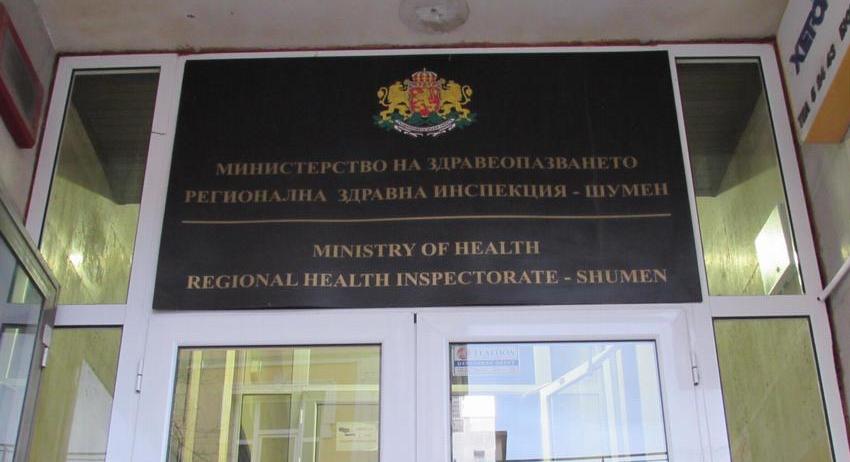 МИНИСТЕРСТВО НА ЗДРАВЕОПАЗВАНЕТО
РЕГИОНАЛНА ЗДРАВНА ИНСПЕКЦИЯ - ШУМЕН
MINISTRY OF HEALTH
REGIONAL HEALTH INSPECTORATE - SHUMEN